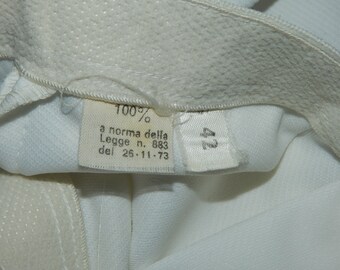 100%
a norma della
Legge n. 883
del 26-11-73
42